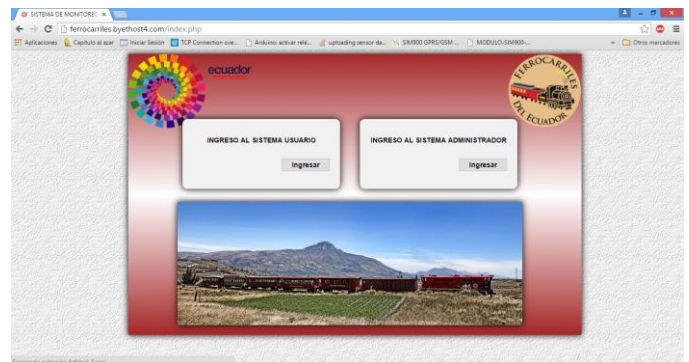 SISTEMA DE MONITOREO
ferrocarriles.byethost4.com/index.php
Aplicaciones Capítulo al azar Iniciar Sesión TCP Connection ove... Arduino: activar relé... uploading sensor da... SIM900 GPRS/GSM ... MODULO-SIM900-... Otros marcadores
ecuador
FERROCARRILES
DEL ECUADOR
INGRESO AL SISTEMA USUARIO
Ingresar
INGRESO AL SISTEMA ADMINISTRADOR
Ingresar